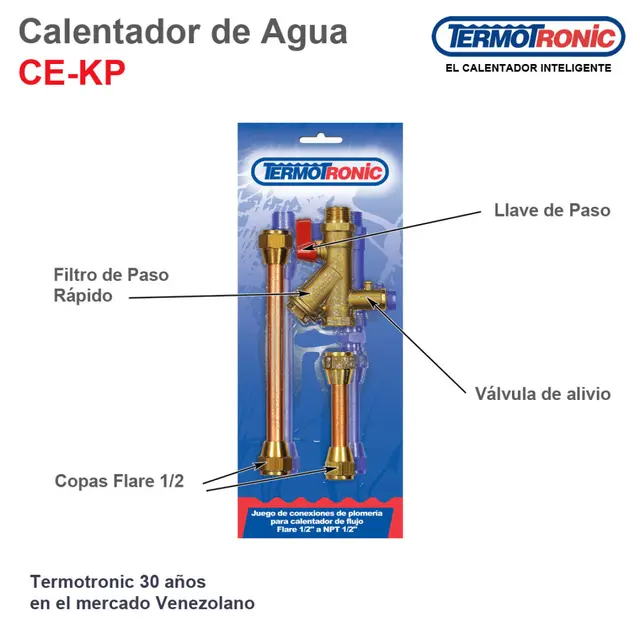 Calentador de Agua
CE-KP
TERMOTRONIC
EL CALENTADOR INTELIGENTE
TERMOTRONIC
Llave de Paso
Filtro de Paso
Rápido
Válvula de alivio
Copas Flare 1/2
Juego de conexiones de plomería
para calentador de flujo
Flare 1/2" a NPT 1/2"
Termotronic 30 años
en el mercado Venezolano